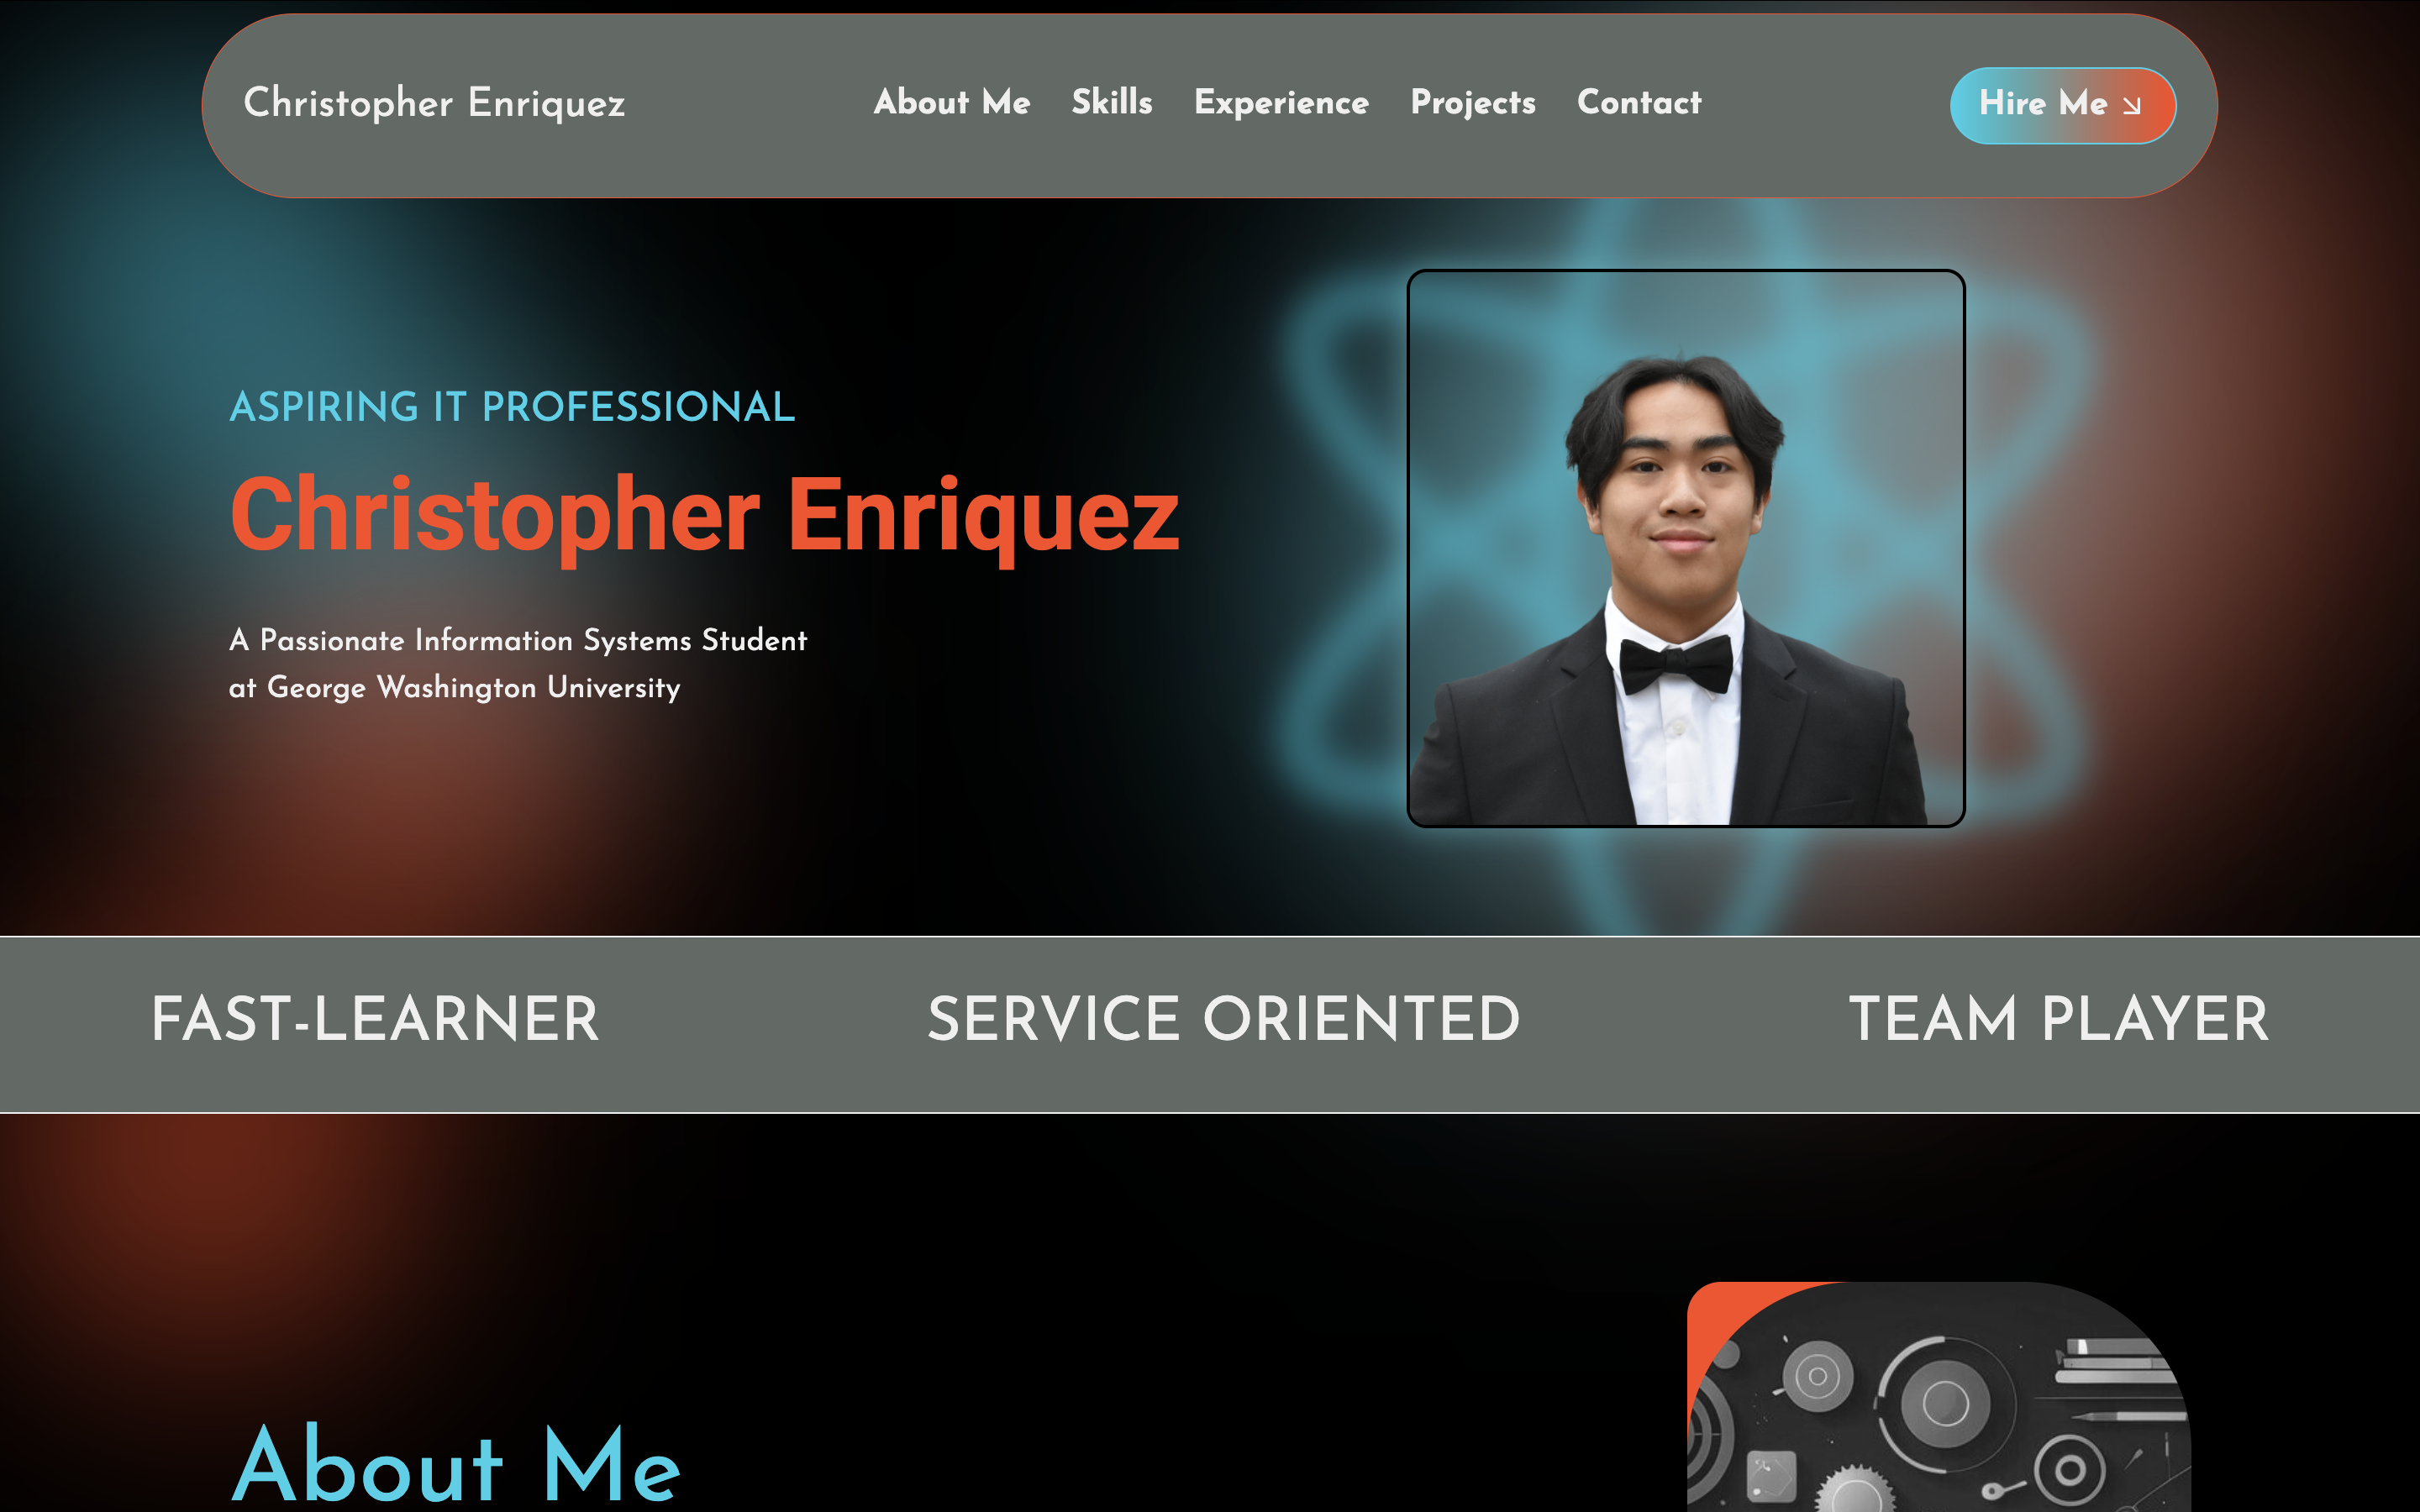 Christopher Enriquez
About Me
Skills
Experience
Projects
Contact
Hire Me
ASPIRING IT PROFESSIONAL
Christopher Enriquez
A Passionate Information Systems Student
at George Washington University
FAST-LEARNER
SERVICE ORIENTED
TEAM PLAYER
About Me